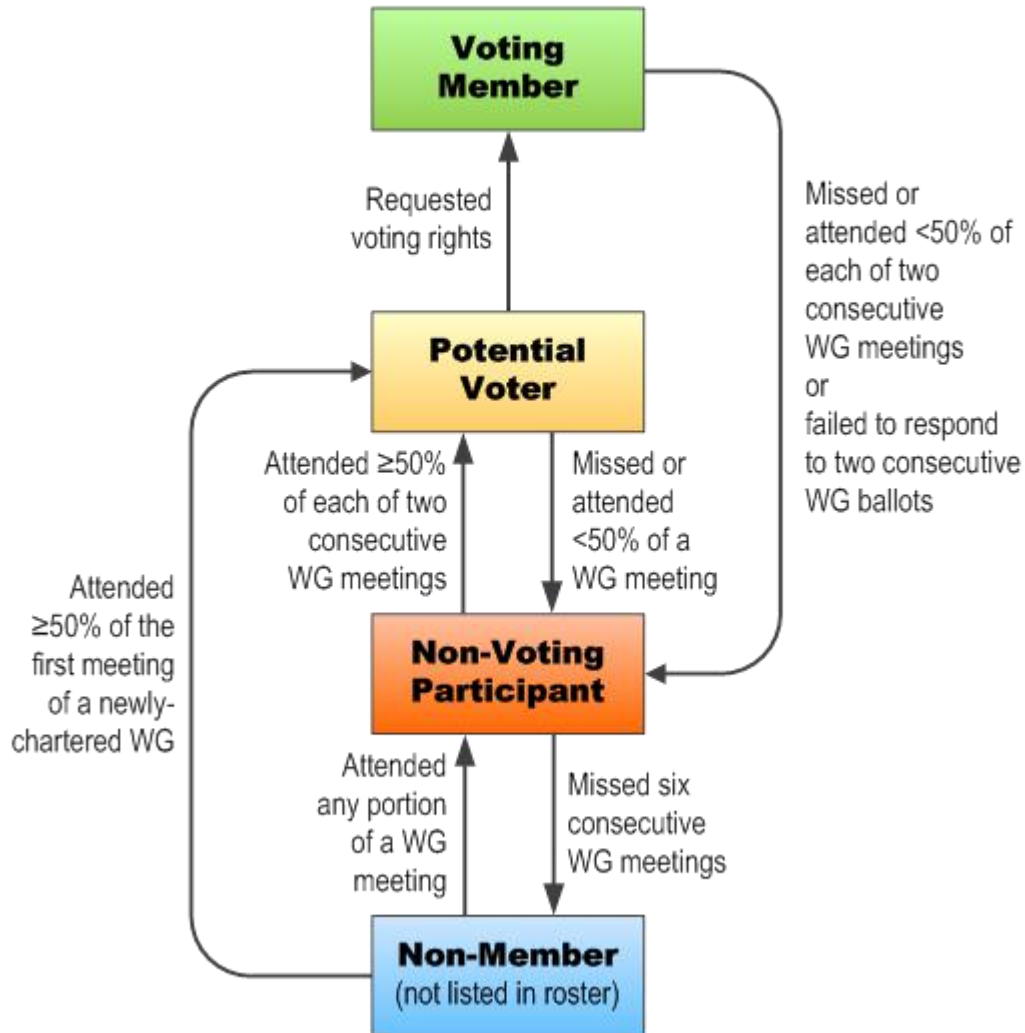 Voting
Member
Requested
voting rights
Missed or
attended <50% of
each of two
consecutive
WG meetings
or
failed to respond
to two consecutive
WG ballots
Potential
Voter
Attended ≥50%
of each of two
consecutive
WG meetings
Missed or
attended
<50% of a
WG meeting
Attended
≥50% of the
first meeting
of a newly-
chartered WG
Non-Voting
Participant
Attended
any portion
of a WG
meeting
Missed six
consecutive
WG meetings
Non-Member
(not listed in roster)